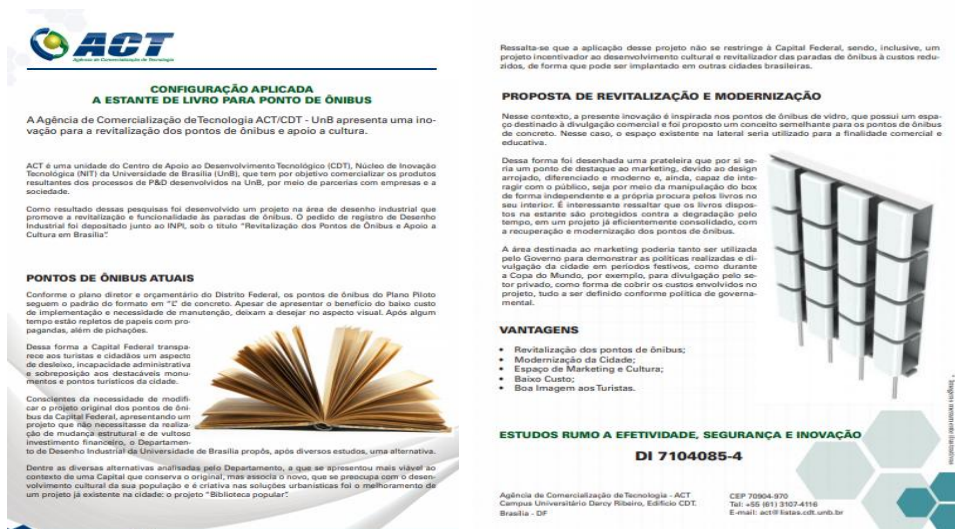 ACT
Agência de Comercialização de Tecnologia
CONFIGURAÇÃO APLICADA
A ESTANTE DE LIVRO PARA PONTO DE ÔNIBUS
A Agência de Comercialização de Tecnologia ACT/CDT - UnB apresenta uma ino-
vação para a revitalização dos pontos de ônibus e apoio a cultura.
ACT é uma unidade do Centro de Apoio ao Desenvolvimento Tecnológico (CDT), Núcleo de Inovação
Tecnológica (NIT) da Universidade de Brasília (UnB), que tem por objetivo comercializar os produtos
resultantes dos processos de P&D desenvolvidos na UnB, por meio de parcerias com empresas e a
sociedade.
Como resultado dessas pesquisas foi desenvolvido um projeto na área de desenho industrial que
promove a revitalização e funcionalidade às paradas de ônibus. O pedido de registro de Desenho
Industrial foi depositado junto ao INPI, sob o título "Revitalização dos Pontos de Ônibus e Apoio a
Cultura em Brasília".
PONTOS DE ÔNIBUS ATUAIS
Conforme o plano diretor e orçamentário do Distrito Federal, os pontos de ônibus do Plano Piloto
seguem o padrão do formato em "L" de concreto. Apesar de apresentar o benefício do baixo custo
de implementação e necessidade de manutenção, deixam a desejar no aspecto visual. Após algum
tempo estão repletos de papeis com pro-
pagandas, além de pichações.
Dessa forma a Capital Federal transpa-
rece aos turistas e cidadãos um aspecto
de desleixo, incapacidade administrativa
e sobreposição aos destacáveis monu-
mentos e pontos turísticos da cidade.
Conscientes da necessidade de modifi-
car o projeto original dos pontos de ôni-
bus da Capital Federal, apresentando um
projeto que não necessitasse da realiza-
ção de mudança estrutural e de vultoso
investimento financeiro, o Departamen-
to de Desenho Industrial da Universidade de Brasília propôs, após diversos estudos, uma alternativa.
Dentre as diversas alternativas analisadas pelo Departamento, a que se apresentou mais viável ao
contexto de uma Capital que conserva o original, mas associa o novo, que se preocupa com o desen-
volvimento cultural da sua população e é criativa nas soluções urbanísticas foi o melhoramento de
um projeto já existente na cidade: o projeto "Biblioteca popular".
Ressalta-se que a aplicação desse projeto não se restringe à Capital Federal, sendo, inclusive, um
projeto incentivador ao desenvolvimento cultural e revitalizador das paradas de ônibus à custos redu-
zidos, de forma que pode ser implantado em outras cidades brasileiras.
PROPOSTA DE REVITALIZAÇÃO E MODERNIZAÇÃO
Nesse contexto, a presente inovação é inspirada nos pontos de ônibus de vidro, que possui um espa-
ço destinado à divulgação comercial e foi proposto um conceito semelhante para os pontos de ônibus
de concreto. Nesse caso, o espaço existente na lateral seria utilizado para a finalidade comercial e
educativa.
Dessa forma foi desenhada uma prateleira que por si se-
ria um ponto de destaque ao marketing, devido ao design
arrojado, diferenciado e moderno e, ainda, capaz de inte-
ragir com o público, seja por meio da manipulação do box
de forma independente e a própria procura pelos livros no
seu interior. É interessante ressaltar que os livros dispos-
tos na estante são protegidos contra a degradação pelo
tempo, em um projeto já eficientemente consolidado, com
a recuperação e modernização dos pontos de ônibus.
A área destinada ao marketing poderia tanto ser utilizada
pelo Governo para demonstrar as políticas realizadas e di-
vulgação da cidade em períodos festivos, como durante
a Copa do Mundo, por exemplo, para divulgação pelo se-
tor privado, como forma de cobrir os custos envolvidos no
projeto, tudo a ser definido conforme política de governa-
mental.
VANTAGENS
• Revitalização dos pontos de ônibus;
• Modernização da Cidade;
• Espaço de Marketing e Cultura;
• Baixo Custo;
• Boa Imagem aos Turistas.
* Imagens meramente ilustrativas
ESTUDOS RUMO A EFETIVIDADE, SEGURANÇA E INOVAÇÃO
DI 7104085-4
Agência de Comercialização de Tecnologia - ACT
Campus Universitário Darcy Ribeiro, Edifício CDT.
Brasília - DF
CEP 70904-970
Tel: +55 (61) 3107-4116
E-mail: act@listas.cdt.unb.br